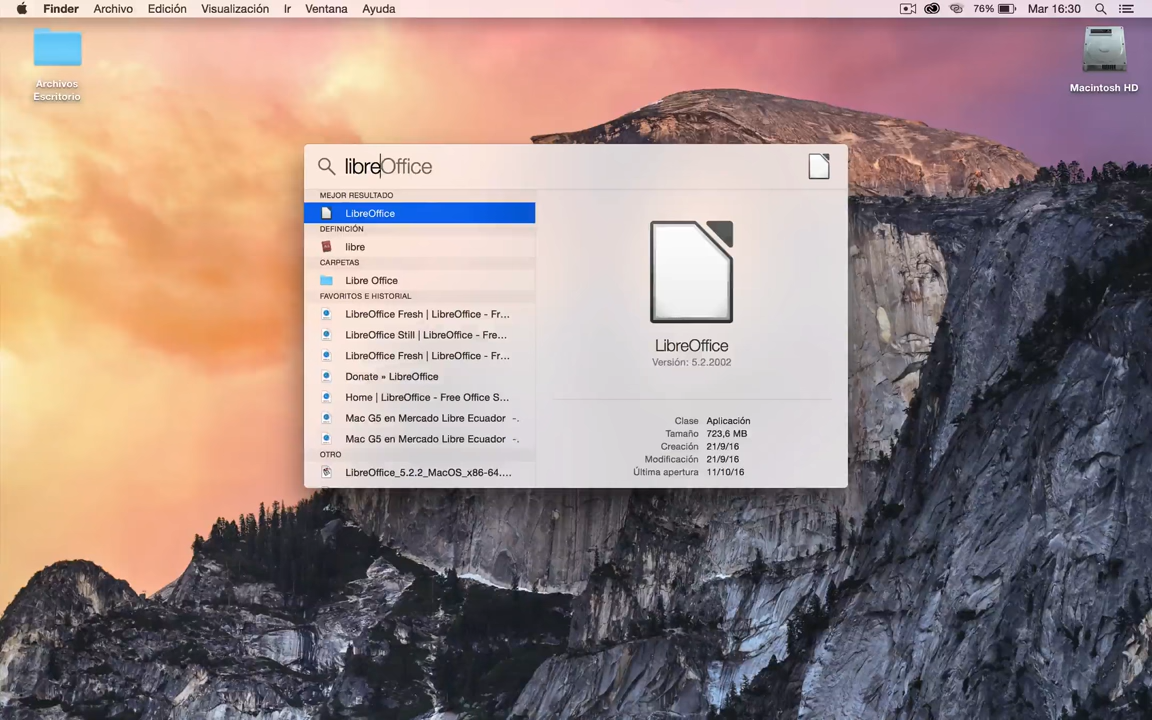 Finder Archivo Edición Visualización Ir Ventana Ayuda 76% Mar 16:30
Archivos
Escritorio
Macintosh HD
libreOffice
MEJOR RESULTADO
LibreOffice
DEFINICIÓN
libre
CARPETAS
Libre Office
FAVORITOS E HISTORIAL
LibreOffice Fresh | LibreOffice - Fr...
LibreOffice Still | LibreOffice - Fre...
LibreOffice Fresh | LibreOffice - Fr...
Donate » LibreOffice
Home | LibreOffice - Free Office S...
Mac G5 en Mercado Libre Ecuador -.
Mac G5 en Mercado Libre Ecuador -.
OTRO
LibreOffice_5.2.2_MacOS_x86-64....
LibreOffice
Versión: 5.2.2002
Clase Aplicación
Tamaño 723,6 MB
Creación 21/9/16
Modificación 21/9/16
Última apertura 11/10/16